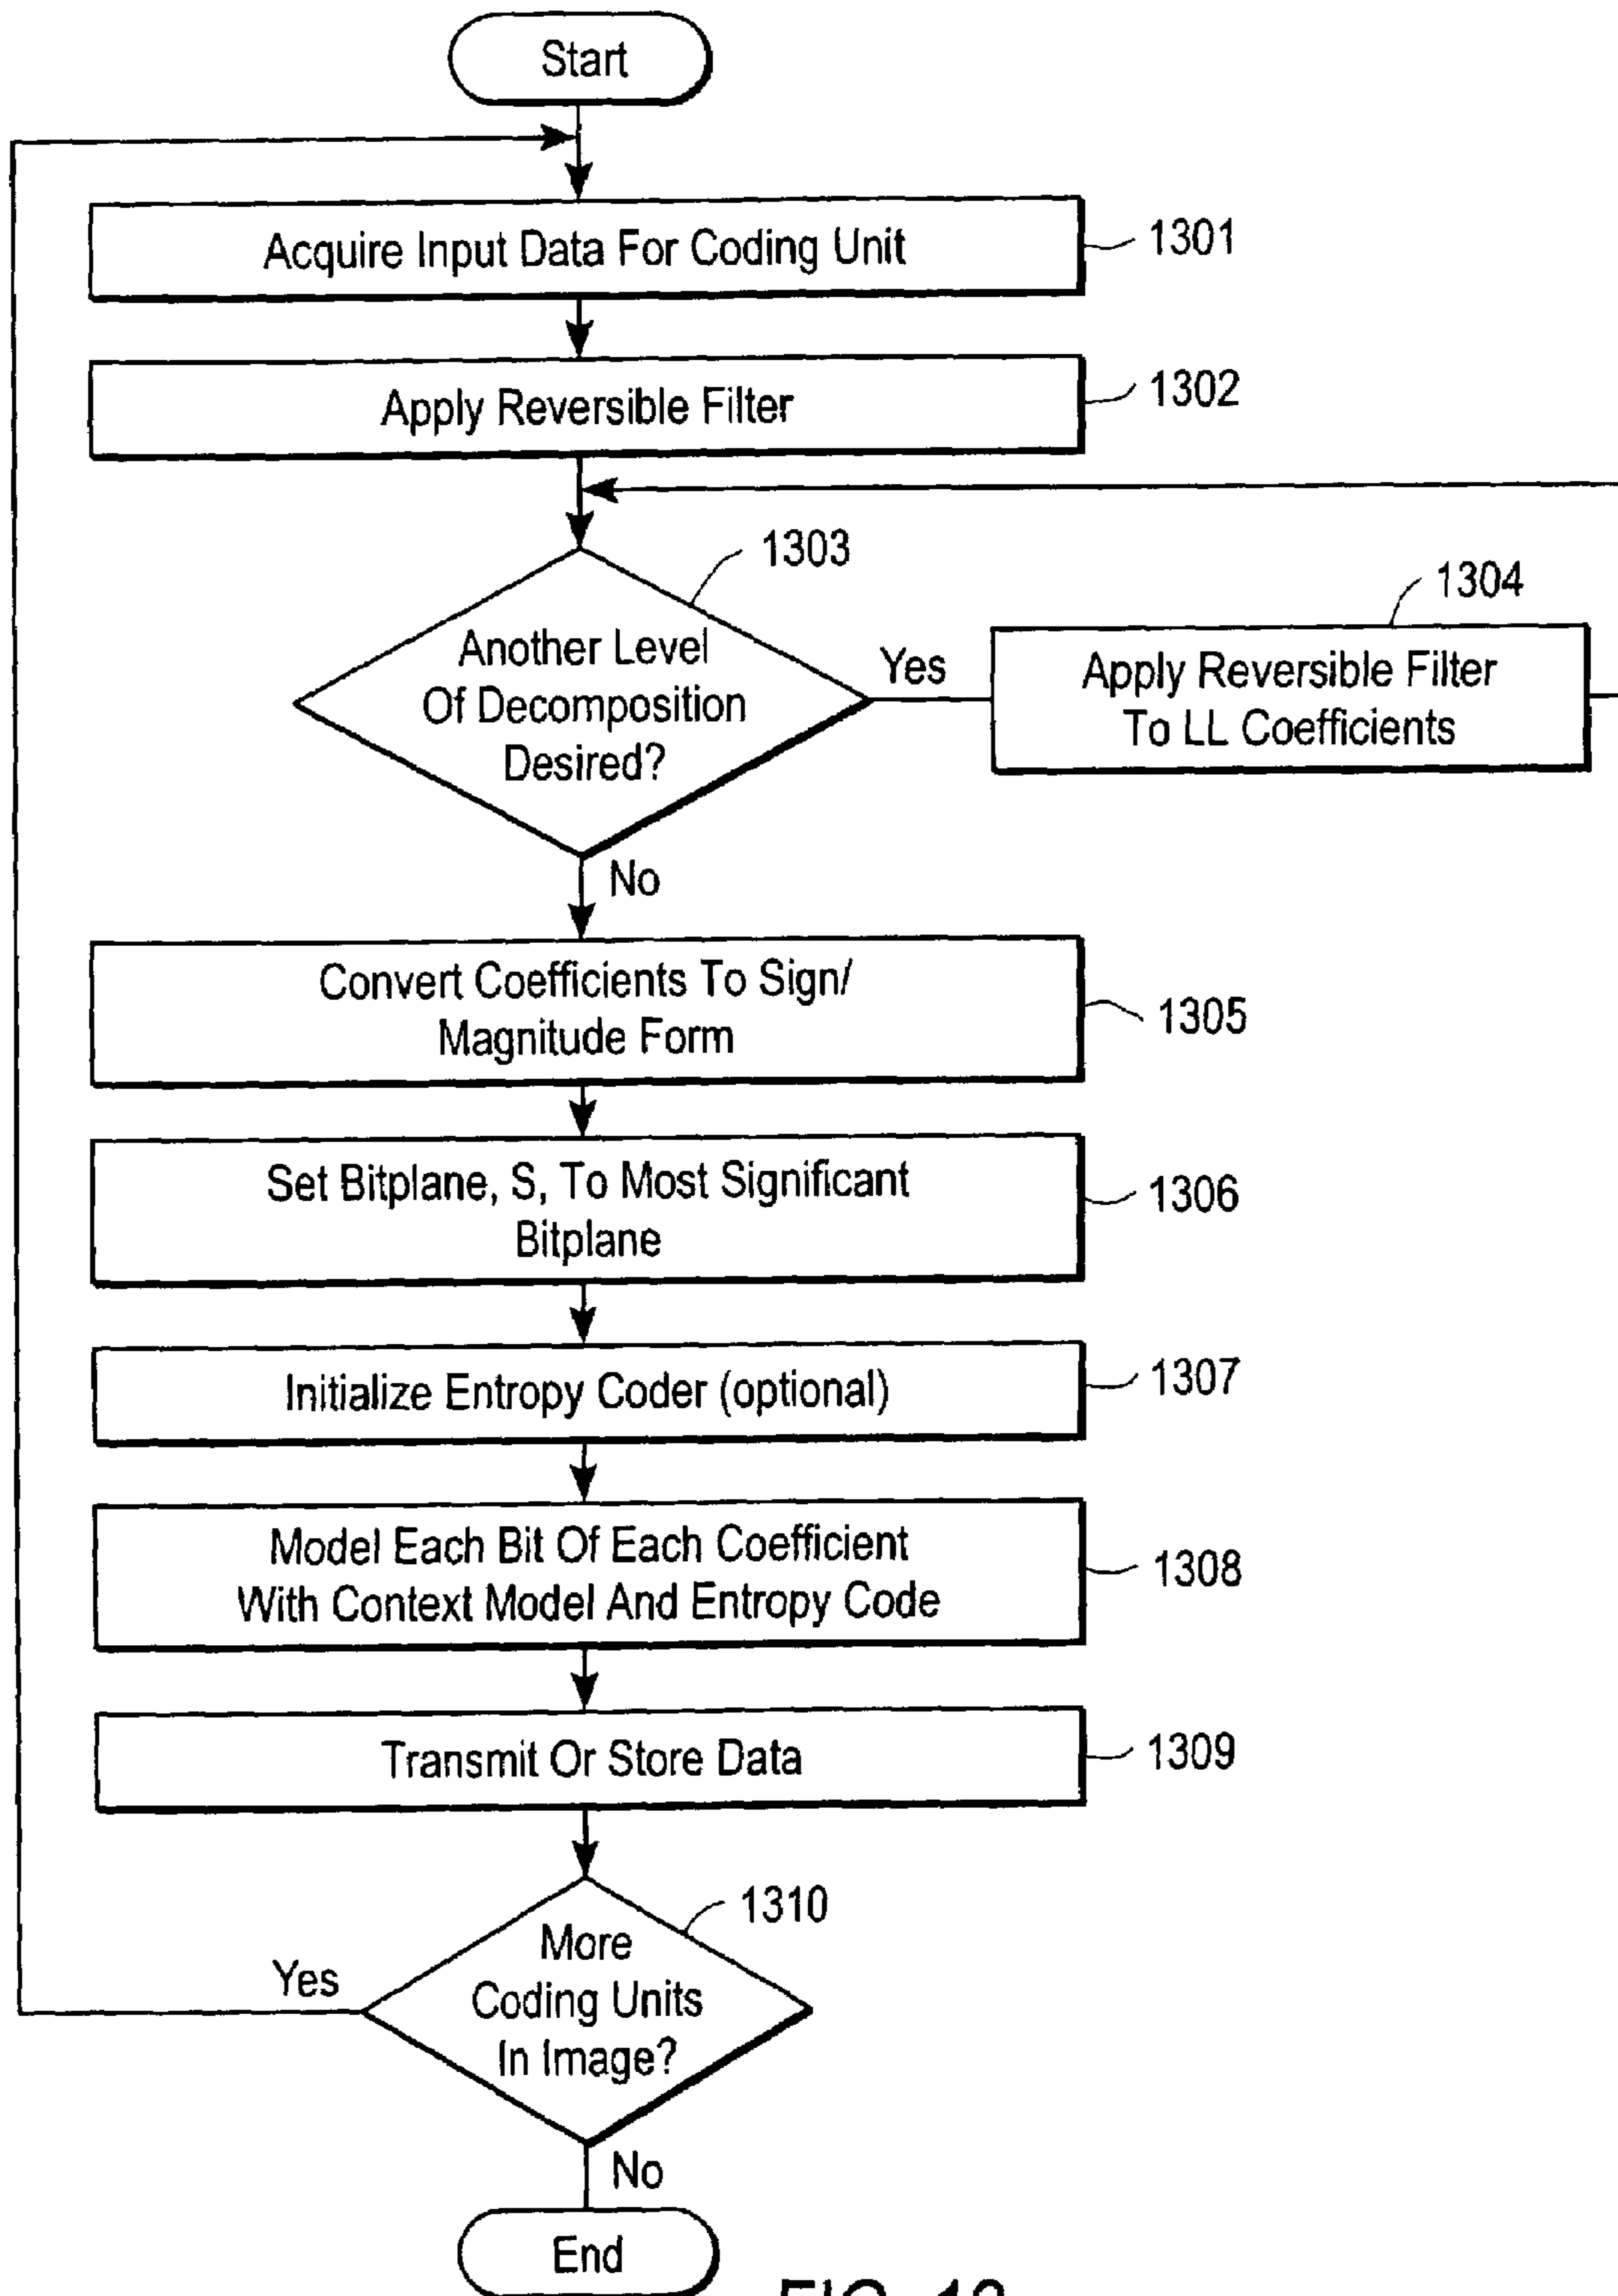 Start
Acquire Input Data For Coding Unit
1301
Apply Reversible Filter
1302
1303
Another Level
Of Decomposition
Desired?
Yes
1304
Apply Reversible Filter
To LL Coefficients
No
Convert Coefficients To Sign/
Magnitude Form
1305
Set Bitplane, S, To Most Significant
Bitplane
1306
Initialize Entropy Coder (optional)
1307
Model Each Bit Of Each Coefficient
With Context Model And Entropy Code
1308
Transmit Or Store Data
1309
1310
More
Coding Units
In Image?
Yes
No
End